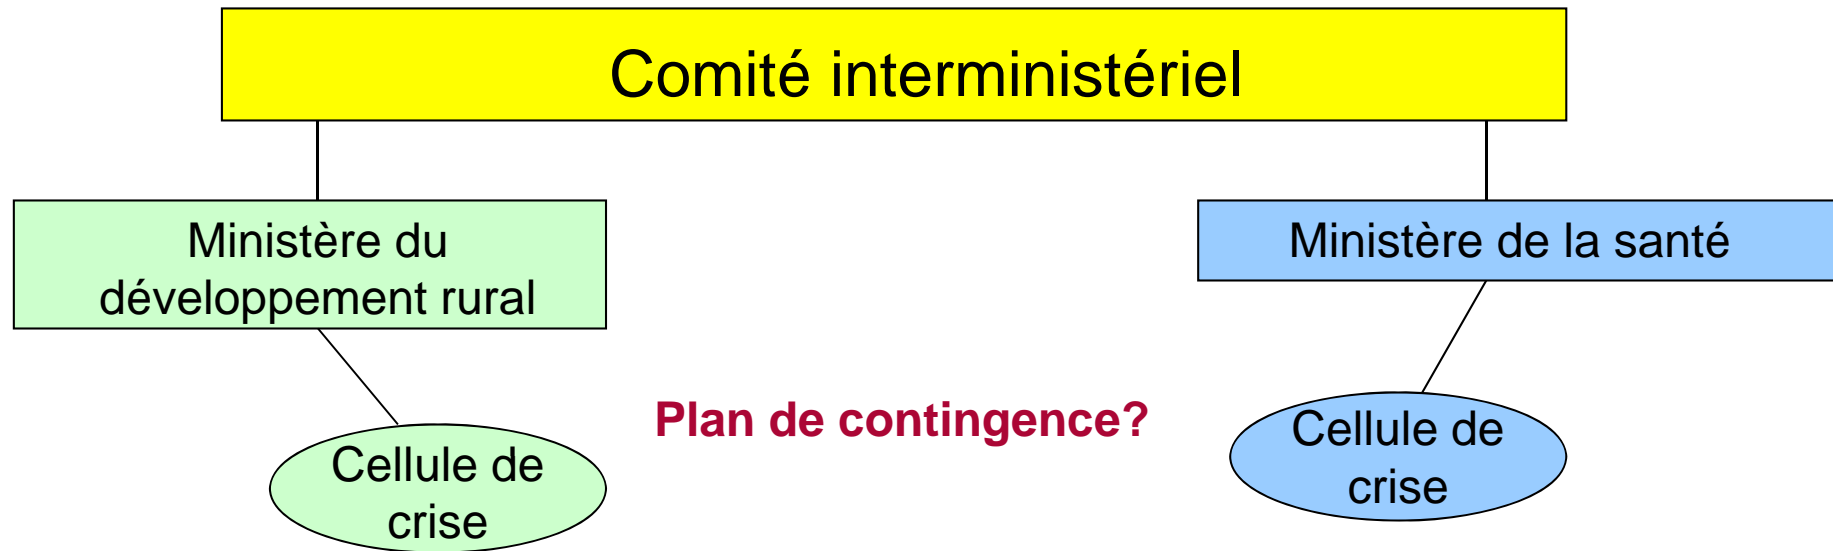 Comité interministériel
Ministère du
développement rural
Ministère de la santé
Plan de contingence?
Cellule de
crise
Cellule de
crise